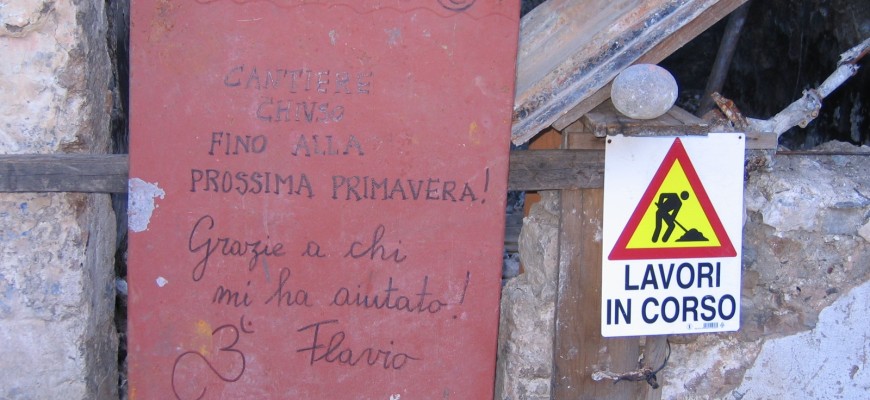 CANTIERE
CHIUSO
FINO ALLA
PROSSIMA PRIMAVERA!
Grazie a chi
mi ha aiutato!
Flavio
LAVORI
IN CORSO